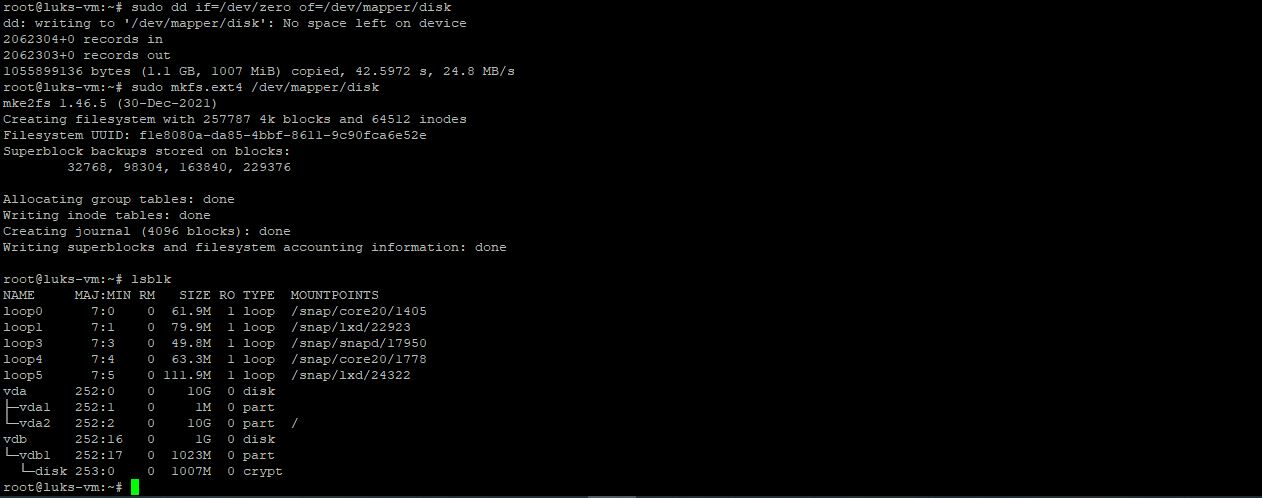 root@luks-vm:~# sudo dd if=/dev/zero of=/dev/mapper/disk
dd: writing to '/dev/mapper/disk': No space left on device
2062304+0 records in
2062303+0 records out
1055899136 bytes (1.1 GB, 1007 MiB) copied, 42.5972 s, 24.8 MB/s
root@luks-vm:~# sudo mkfs.ext4 /dev/mapper/disk
mke2fs 1.46.5 (30-Dec-2021)
Creating filesystem with 257787 4k blocks and 64512 inodes
Filesystem UUID: f1e8080a-da85-4bbf-8611-9c90fca6e52e
Superblock backups stored on blocks:
        32768, 98304, 163840, 229376

Allocating group tables: done
Writing inode tables: done
Creating journal (4096 blocks): done
Writing superblocks and filesystem accounting information: done

root@luks-vm:~# lsblk
NAME     MAJ:MIN RM   SIZE RO TYPE  MOUNTPOINTS
loop0      7:0    0  61.9M  1 loop  /snap/core20/1405
loop1      7:1    0  79.9M  1 loop  /snap/lxd/22923
loop3      7:3    0  49.8M  1 loop  /snap/snapd/17950
loop4      7:4    0  63.3M  1 loop  /snap/core20/1778
loop5      7:5    0 111.9M  1 loop  /snap/lxd/24322
vda      252:0    0    10G  0 disk
├─vda1   252:1    0     1M  0 part
└─vda2   252:2    0    10G  0 part  /
vdb      252:16   0     1G  0 disk
└─vdb1   252:17   0  1023M  0 part
  └─disk 253:0    0  1007M  0 crypt
root@luks-vm:~#